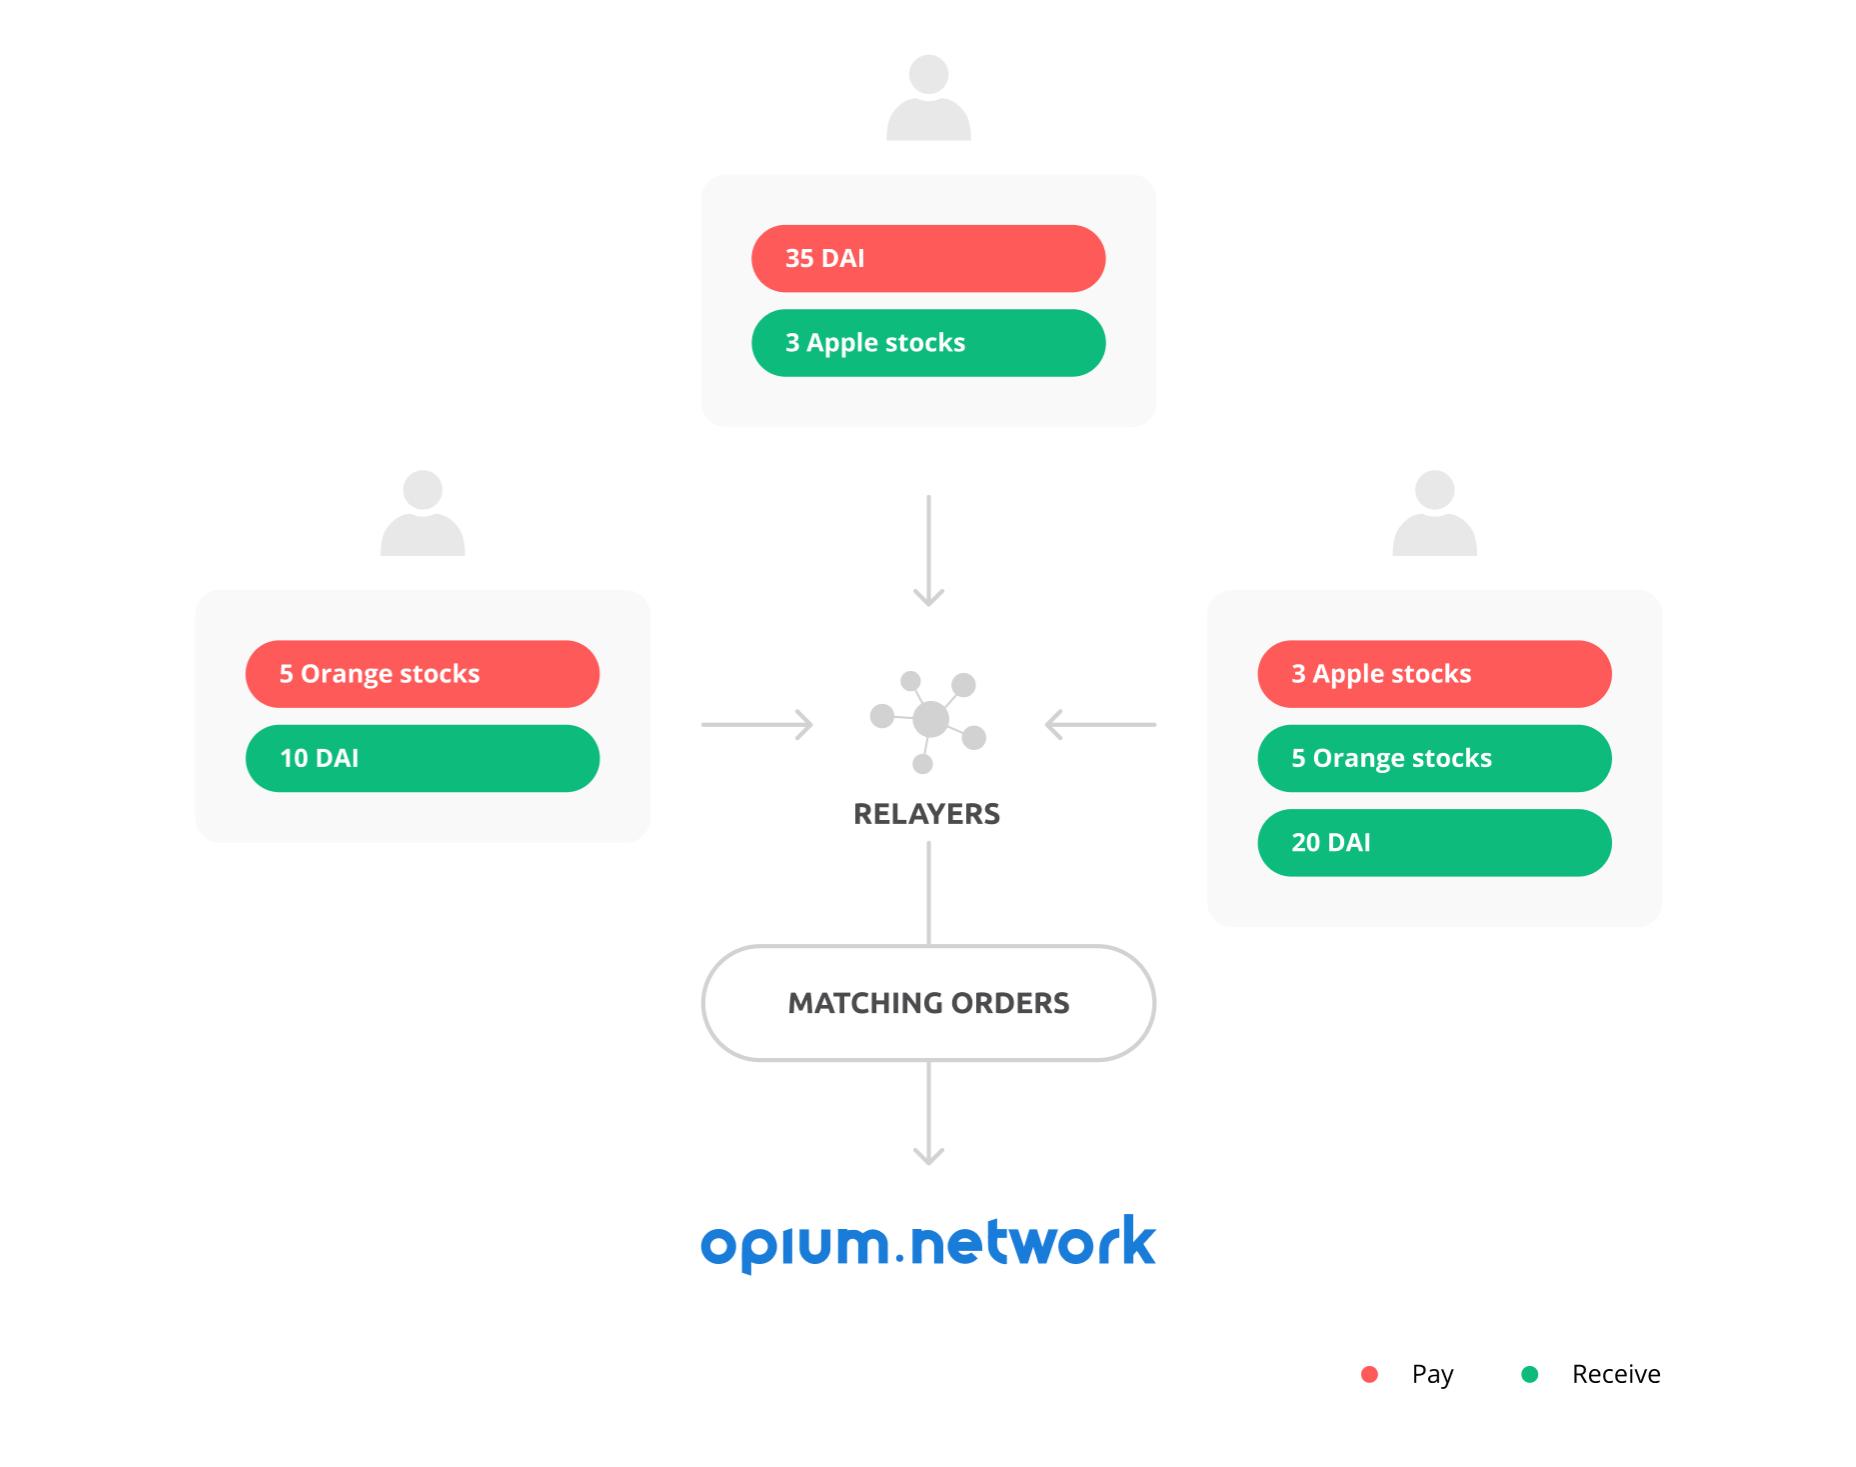 35 DAI
3 Apple stocks
5 Orange stocks
10 DAI
3 Apple stocks
5 Orange stocks
20 DAI
RELAYERS
MATCHING ORDERS
opium.network
Pay
Receive